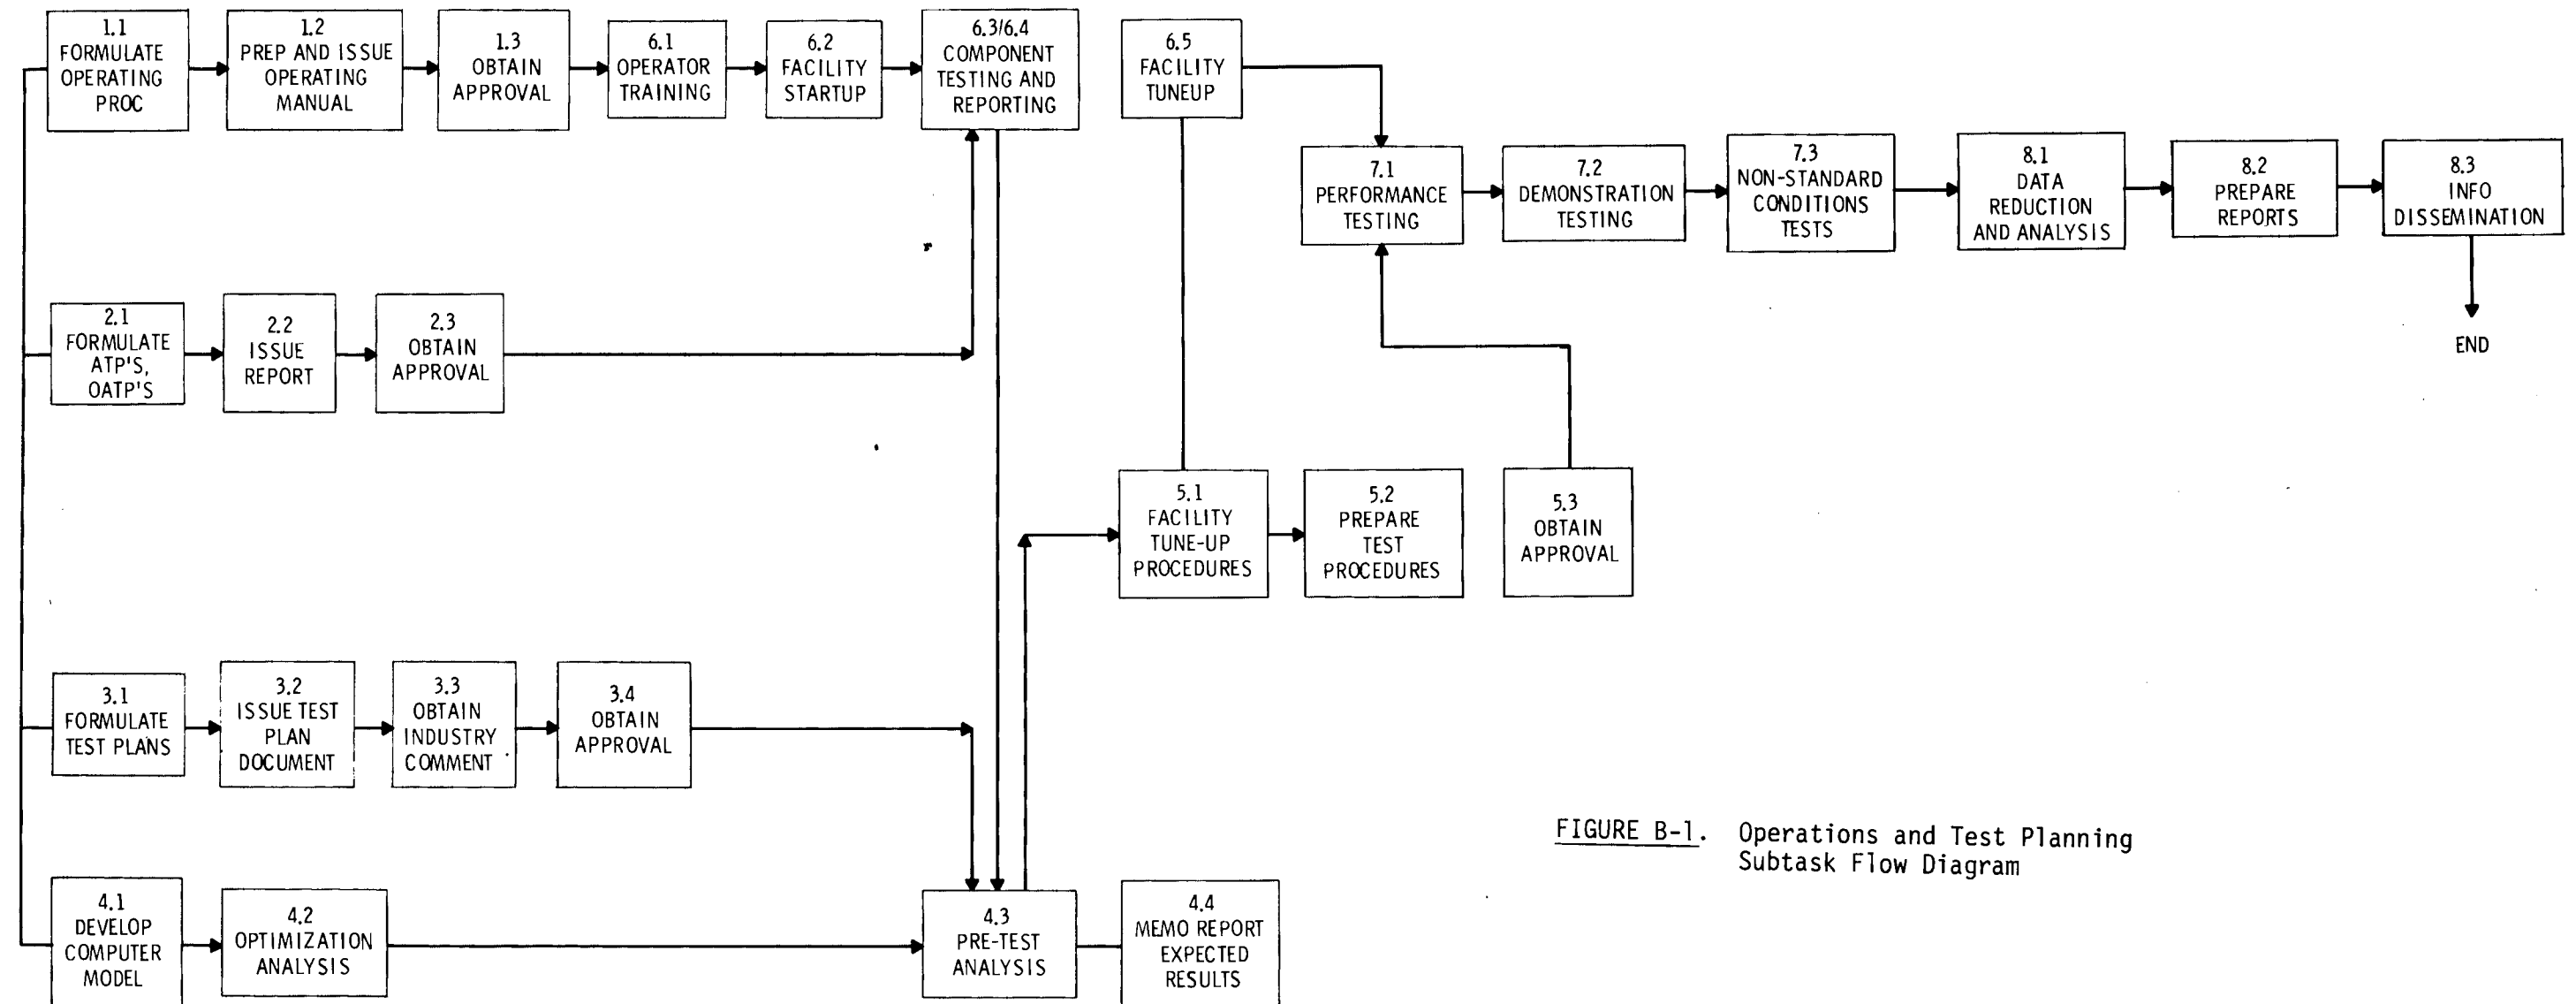 1.1
FORMULATE
OPERATING
PROC
1.2
PREP AND ISSUE
OPERATING
MANUAL
1.3
OBTAIN
APPROVAL
6.1
OPERATOR
TRAINING
6.2
FACILITY
STARTUP
6.3/6.4
COMPONENT
TESTING AND
REPORTING
6.5
FACILITY
TUNEUP
7.1
PERFORMANCE
TESTING
7.2
DEMONSTRATION
TESTING
7.3
NON-STANDARD
CONDITIONS
TESTS
8.1
DATA
REDUCTION
AND ANALYSIS
8.2
PREPARE
REPORTS
8.3
INFO
DISSEMINATION
END
2.1
FORMULATE
ATP'S,
OATP'S
2.2
ISSUE
REPORT
2.3
OBTAIN
APPROVAL
5.1
FACILITY
TUNE-UP
PROCEDURES
5.2
PREPARE
TEST
PROCEDURES
5.3
OBTAIN
APPROVAL
3.1
FORMULATE
TEST PLANS
3.2
ISSUE TEST
PLAN
DOCUMENT
3.3
OBTAIN
INDUSTRY
COMMENT
3.4
OBTAIN
APPROVAL
4.1
DEVELOP
COMPUTER
MODEL
4.2
OPTIMIZATION
ANALYSIS
4.3
PRE-TEST
ANALYSIS
4.4
MEMO REPORT
EXPECTED
RESULTS
FIGURE B-1. Operations and Test Planning
Subtask Flow Diagram